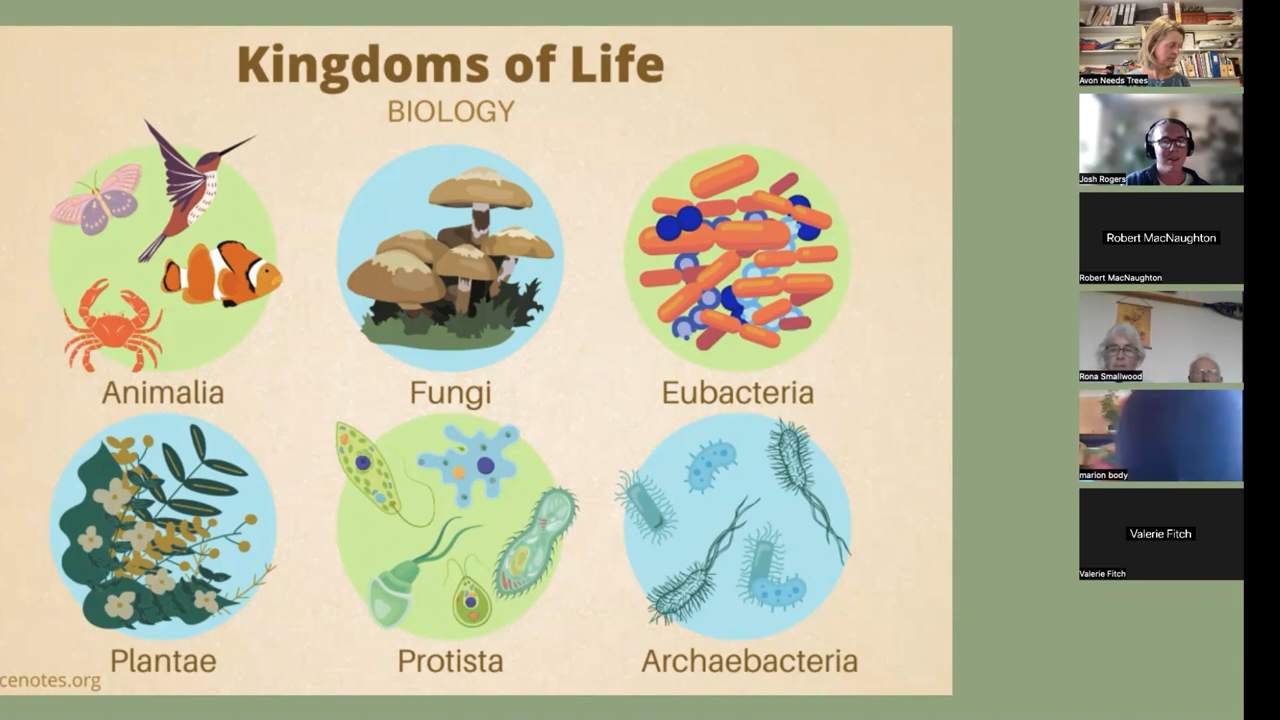 Kingdoms of Life
BIOLOGY
Animalia
Fungi
Eubacteria
Plantae
Protista
Archaebacteria
cenotes.org
Avon Needs Trees
Josh Rogers
Robert MacNaughton
Robert MacNaughton
Rona Smallwood
marion body
Valerie Fitch
Valerie Fitch